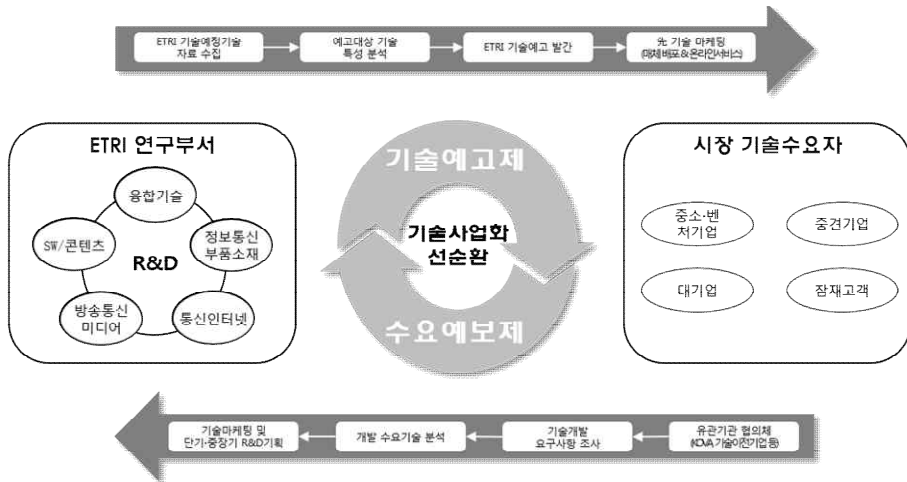 ETRI 기술예정기술
자료 수집
예고대상 기술
특성 분석
ETRI 기술예고 발간
先 기술 마케팅
(매체배포&온라인서비스)
ETRI 연구부서
융합기술
SW/콘텐츠
정보통신
부품소재
R&D
방송통신
미디어
통신인터넷
기술예고제
기술사업화
선순환
수요예보제
시장 기술수요자
중소·벤
처기업
중견기업
대기업
잠재고객
기술마케팅 및
단기·중장기 R&D기획
개발 수요기술 분석
기술개발
요구사항 조사
유관기관 협의체
(KOVA 기술이전기업등)